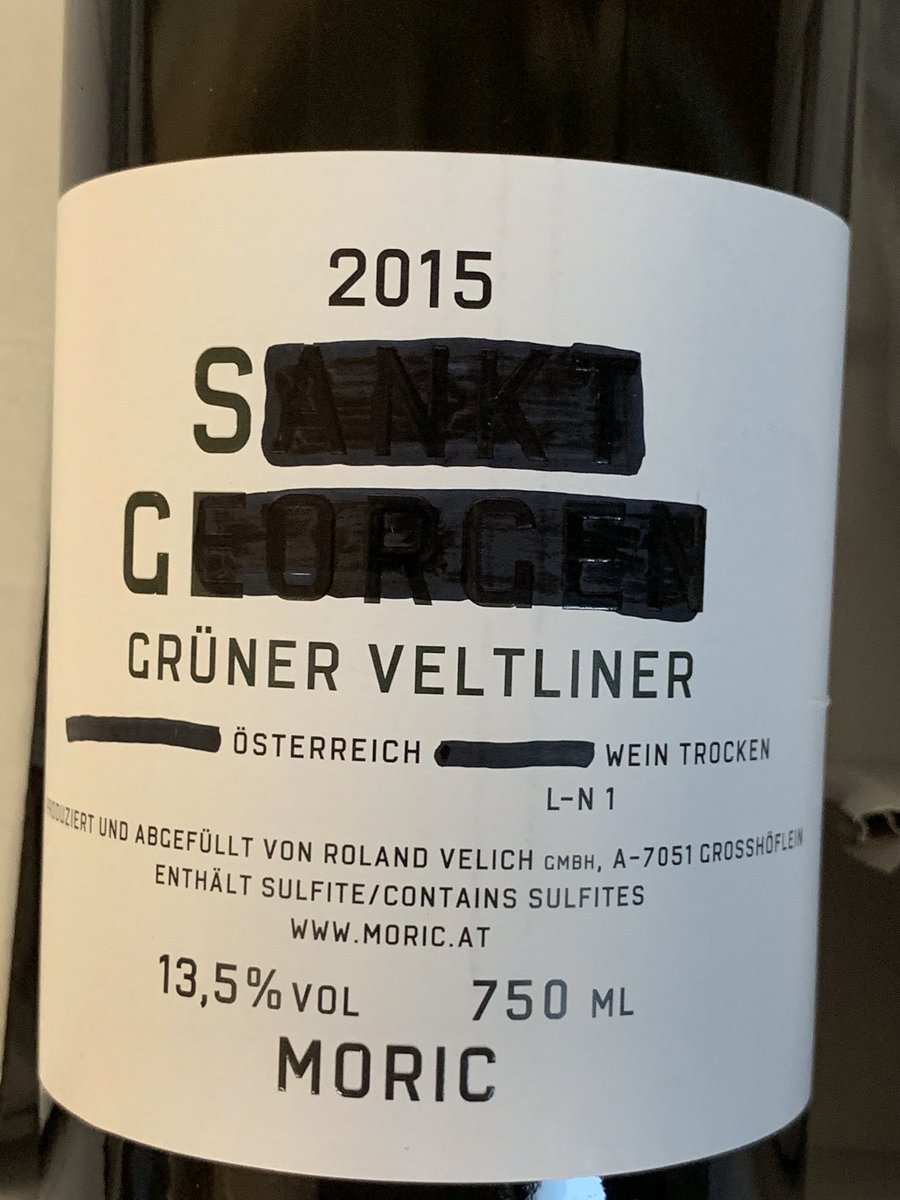 2015
SANKT
GEORGEN
GRÜNER VELTLINER
ÖSTERREICH WEIN TROCKEN
L-N 1
PRODUZIERT UND ABGEFÜLLT VON ROLAND VELICH GMBH, A-7051 GROSSHÖFLEIN
ENTHÄLT SULFITE/CONTAINS SULFITES
WWW.MORIC.AT
13,5% VOL 750 ML
MORIC